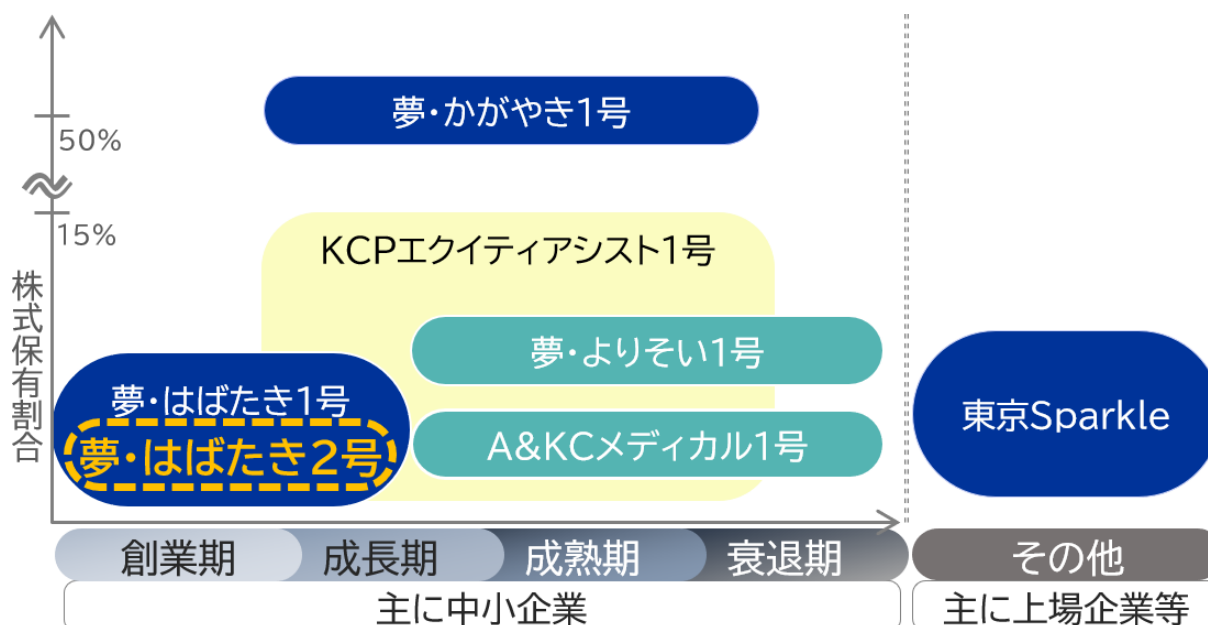 夢・かがやき1号
50%
15%
KCPエクイティアシスト1号
株式保有割合
夢・よりそい1号
夢・はばたき1号
夢・はばたき2号
A&KCメディカル1号
東京Sparkle
創業期
成長期
成熟期
衰退期
その他
主に中小企業
主に上場企業等